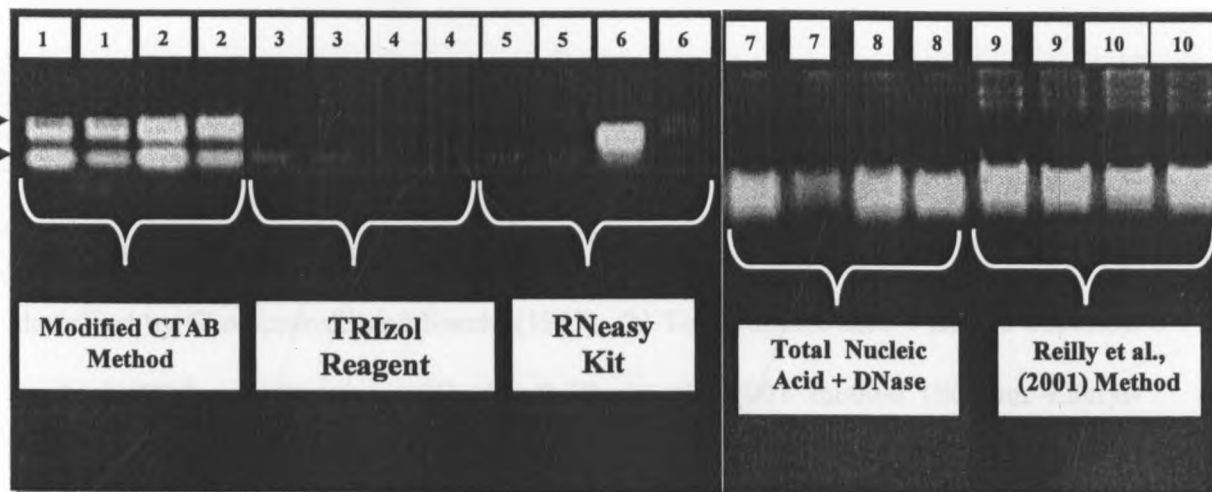 1 1 2 2 3 3 4 4 5 5 6 6 7 7 8 8 9 9 10 10
Modified CTAB
Method
TRIzol
Reagent
RNeasy
Kit
Total Nucleic
Acid + DNase
Reilly et al.,
(2001) Method